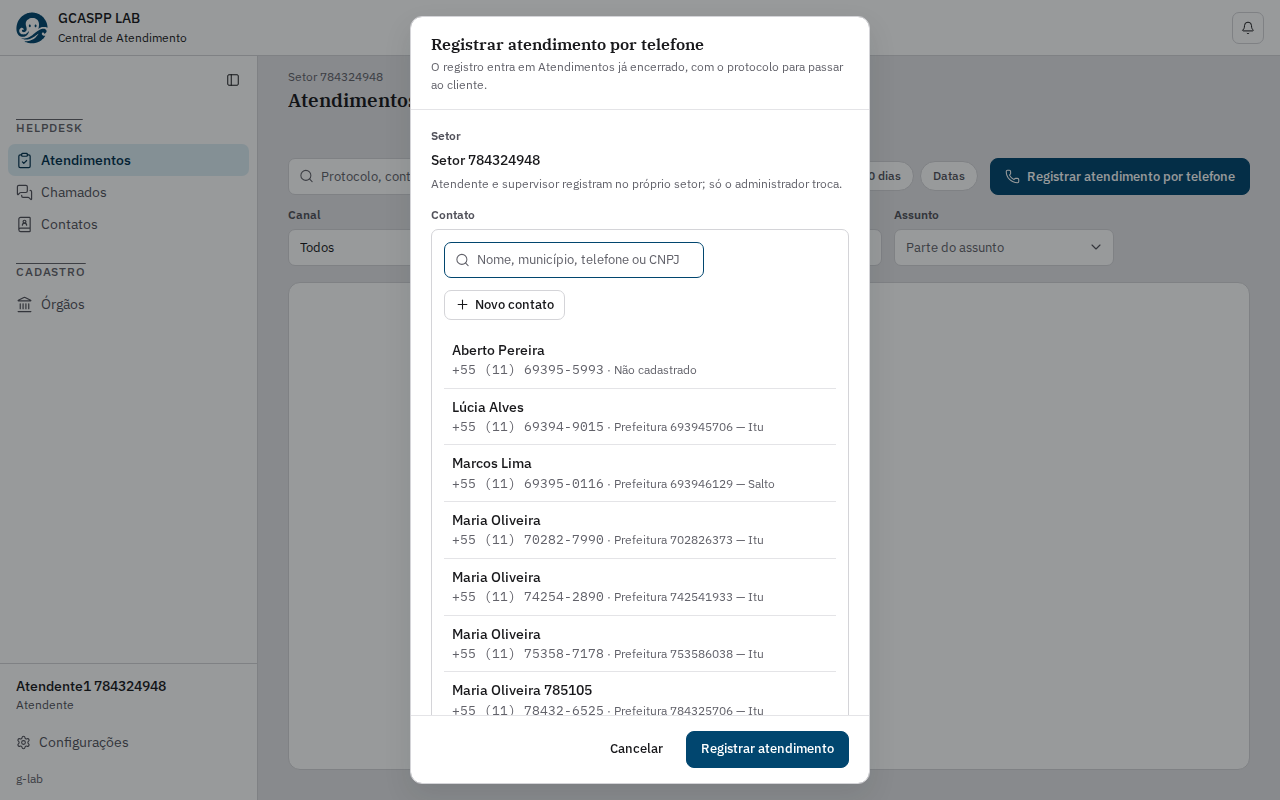 GCASPP LAB
Central de Atendimento
HELPDESK
Atendimentos
Chamados
Contatos
CADASTRO
Órgãos
Atendente1 784324948
Atendente
Configurações
g-lab
Setor 784324948
Atendimentos
Protocolo, cont
0 dias
Datas
Registrar atendimento por telefone
Canal
Todos
Assunto
Parte do assunto
Registrar atendimento por telefone
O registro entra em Atendimentos já encerrado, com o protocolo para passar
ao cliente.
Setor
Setor 784324948
Atendente e supervisor registram no próprio setor; só o administrador troca.
Contato
Nome, município, telefone ou CNPJ
Novo contato
Aberto Pereira
+55 (11) 69395-5993 · Não cadastrado
Lúcia Alves
+55 (11) 69394-9015 · Prefeitura 693945706 — Itu
Marcos Lima
+55 (11) 69395-0116 · Prefeitura 693946129 — Salto
Maria Oliveira
+55 (11) 70282-7990 · Prefeitura 702826373 — Itu
Maria Oliveira
+55 (11) 74254-2890 · Prefeitura 742541933 — Itu
Maria Oliveira
+55 (11) 75358-7178 · Prefeitura 753586038 — Itu
Maria Oliveira 785105
+55 (11) 78432-6525 · Prefeitura 784325706 — Itu
Cancelar
Registrar atendimento